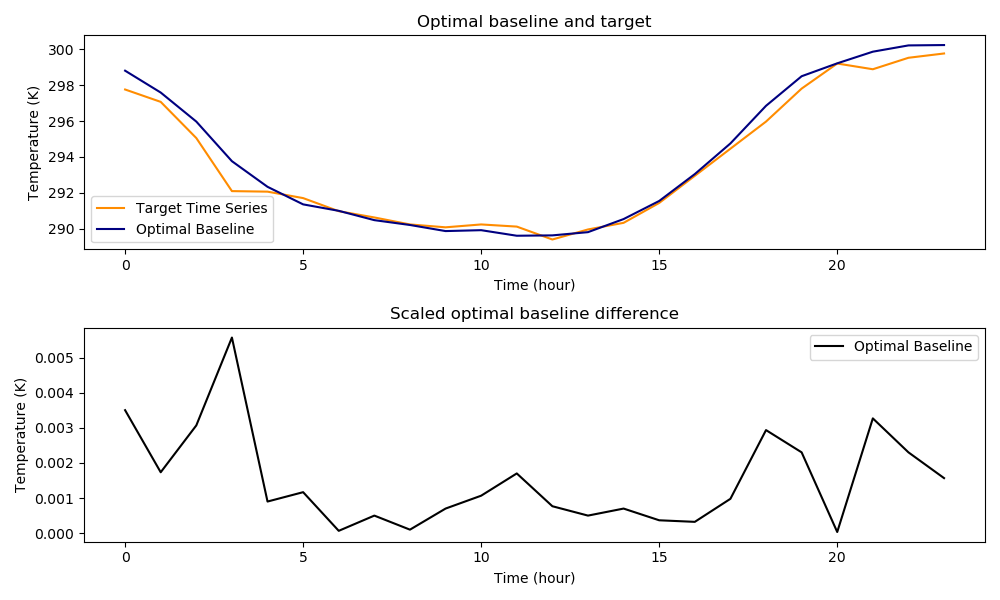 Optimal baseline and target
Temperature (K)
300
298
296
294
292
290
Target Time Series
Optimal Baseline
0 5 10 15 20
Time (hour)
Scaled optimal baseline difference
Temperature (K)
0.005
0.004
0.003
0.002
0.001
0.000
Optimal Baseline
0 5 10 15 20
Time (hour)